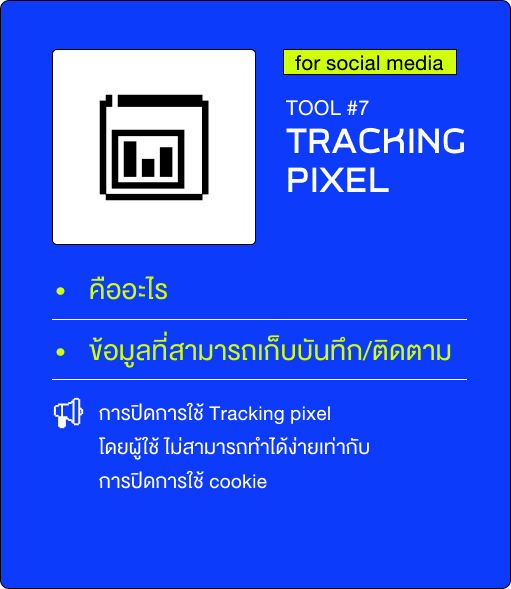 for social media
TOOL #7
TRACKING
PIXEL
• คืออะไร
• ข้อมูลที่สามารถเก็บบันทึก/ติดตาม
การปิดการใช้ Tracking pixel
โดยผู้ใช้ ไม่สามารถทำได้ง่ายเท่ากับ
การปิดการใช้ cookie